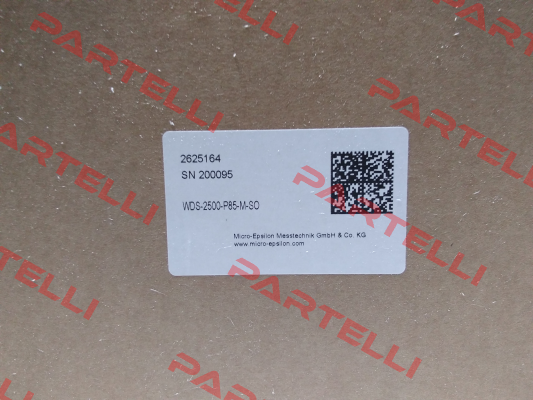 PARTELLI
PARTELLI
PARTELLI
2625164
SN 200095
WDS-2500-P85-M-SO
Micro-Epsilon Messtechnik GmbH & Co. KG
www.micro-epsilon.com
PARTELLI
PARTELLI
PARTELLI